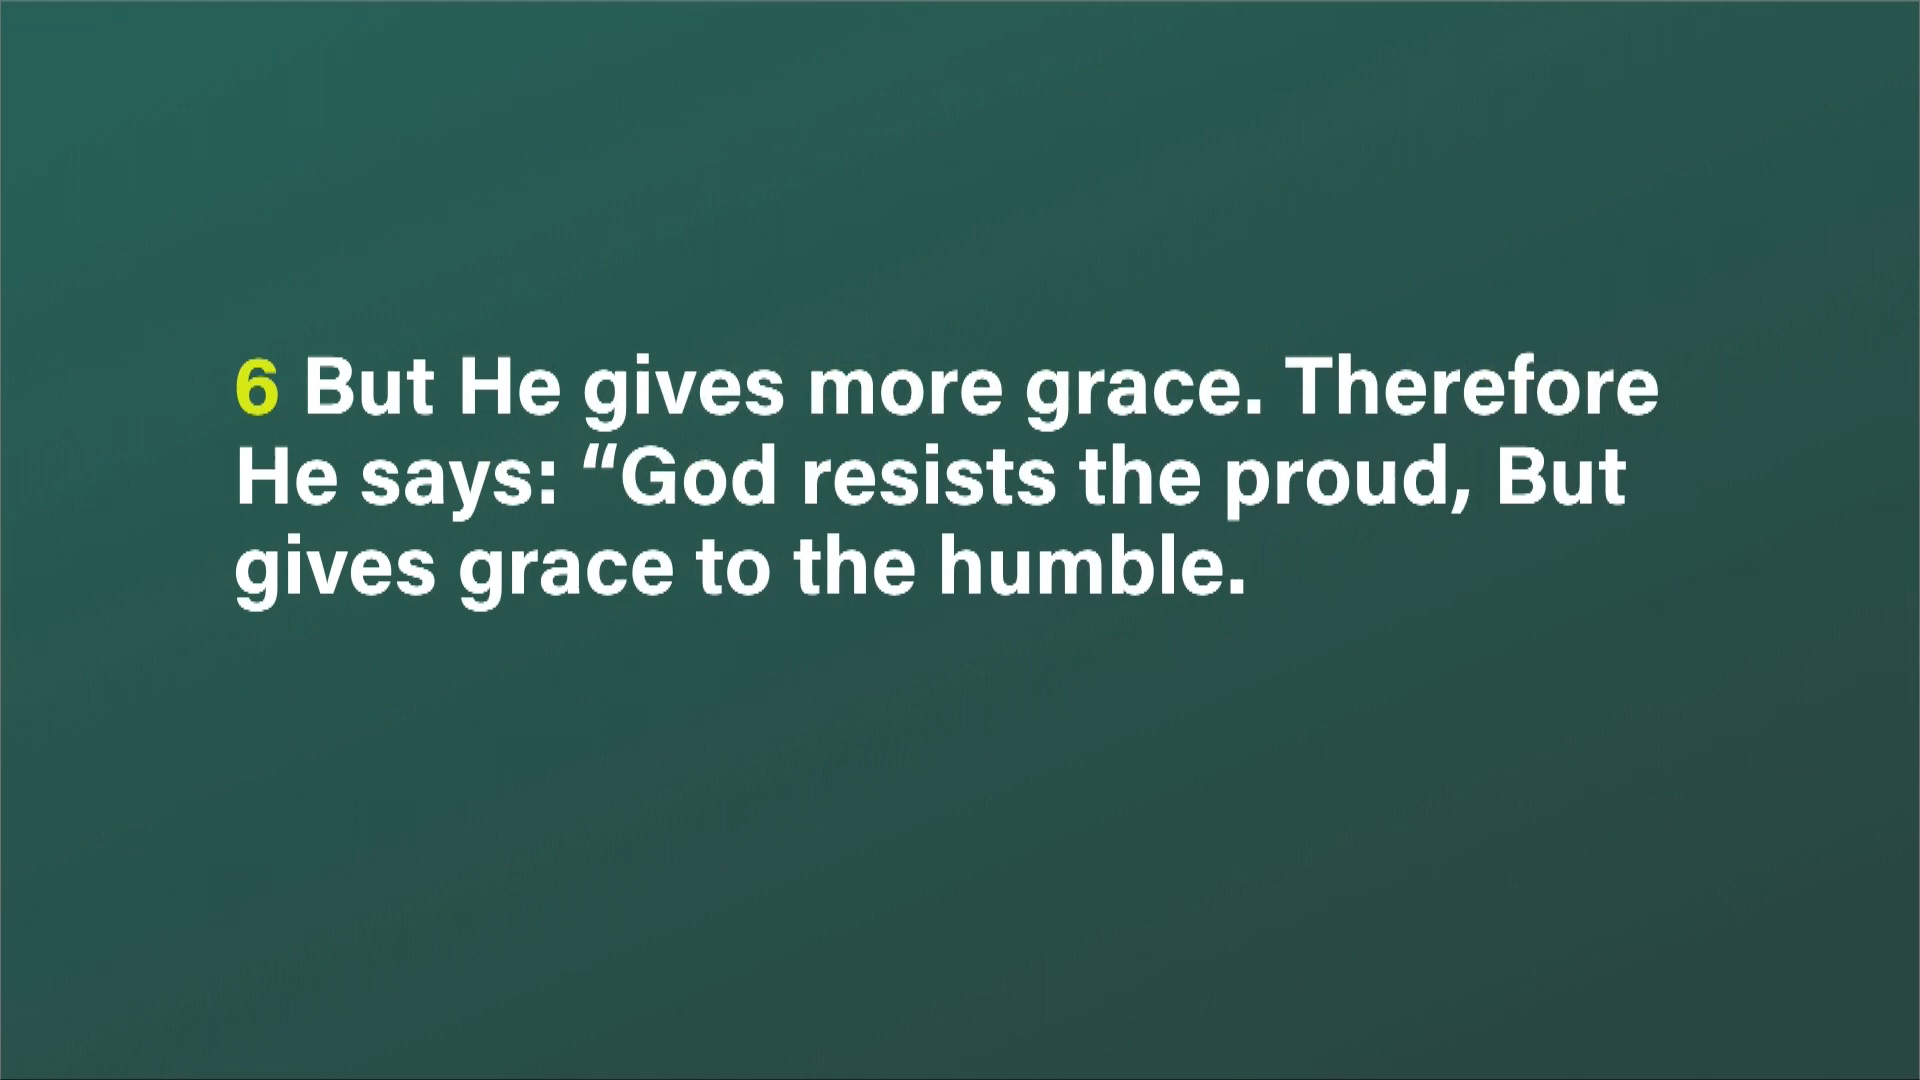 6 But He gives more grace. Therefore
He says: “God resists the proud, But
gives grace to the humble.